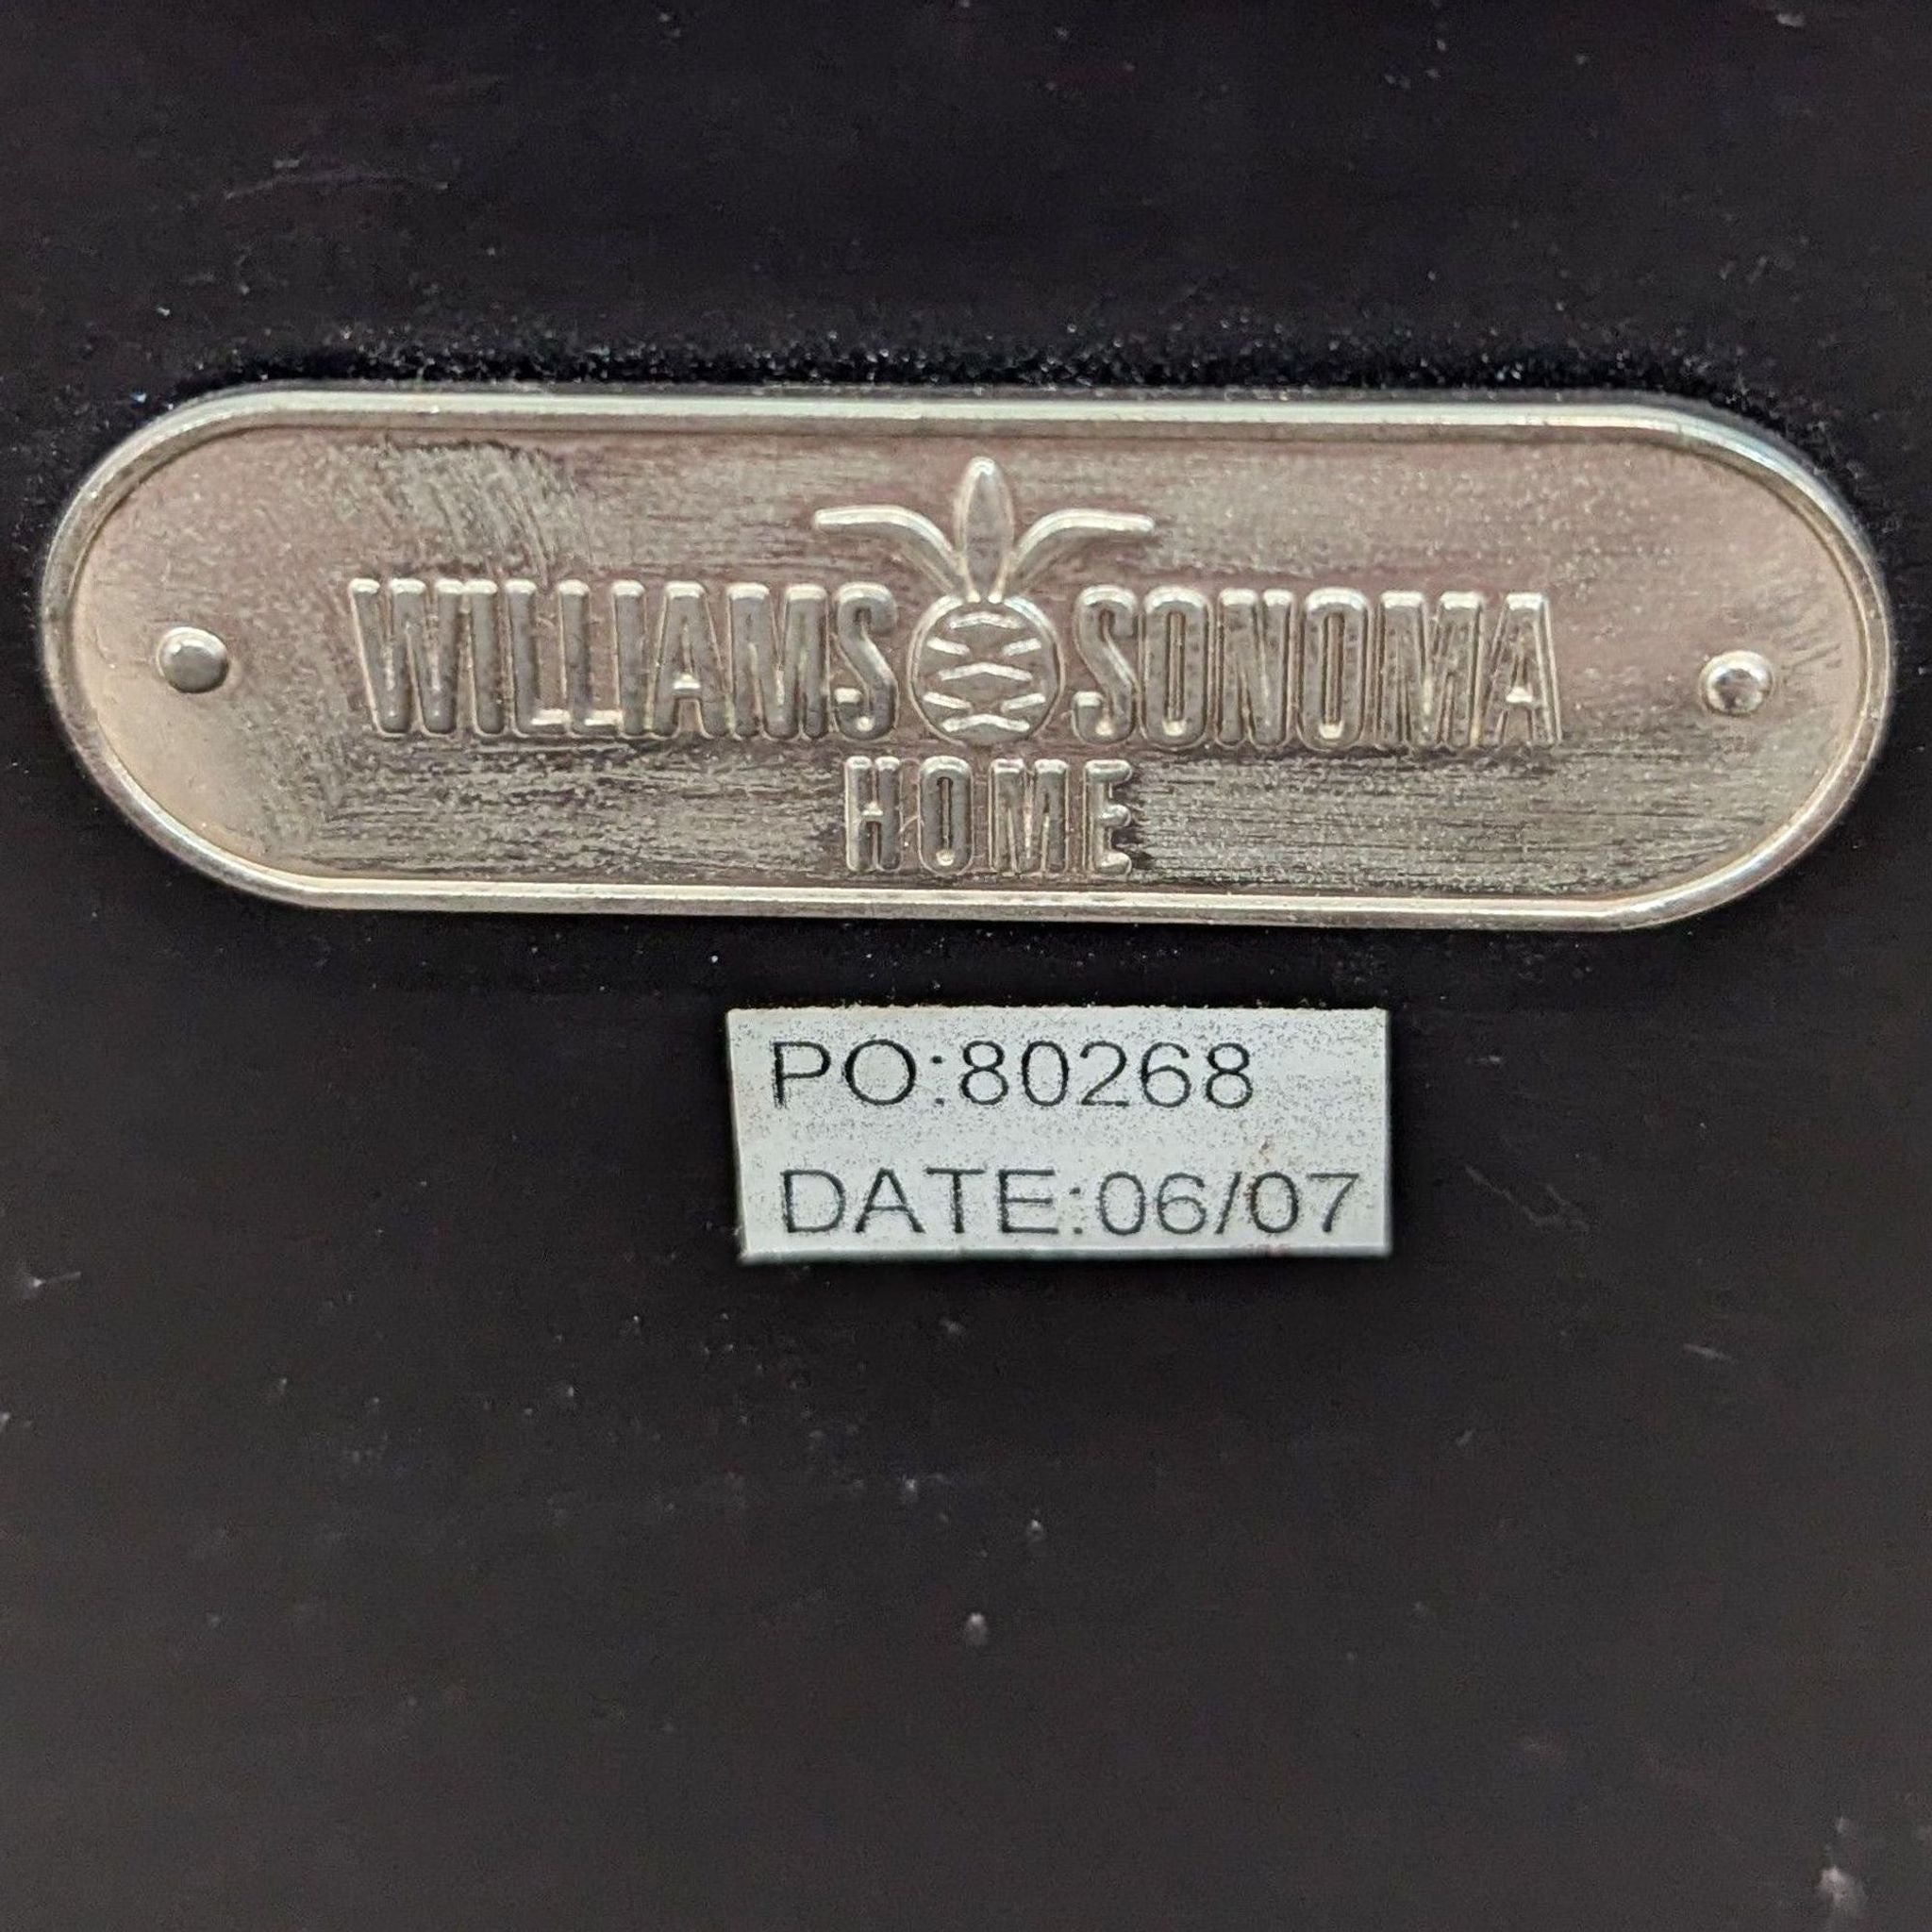 WILLIAMS SONOMA
HOME
PO:80268
DATE:06/07